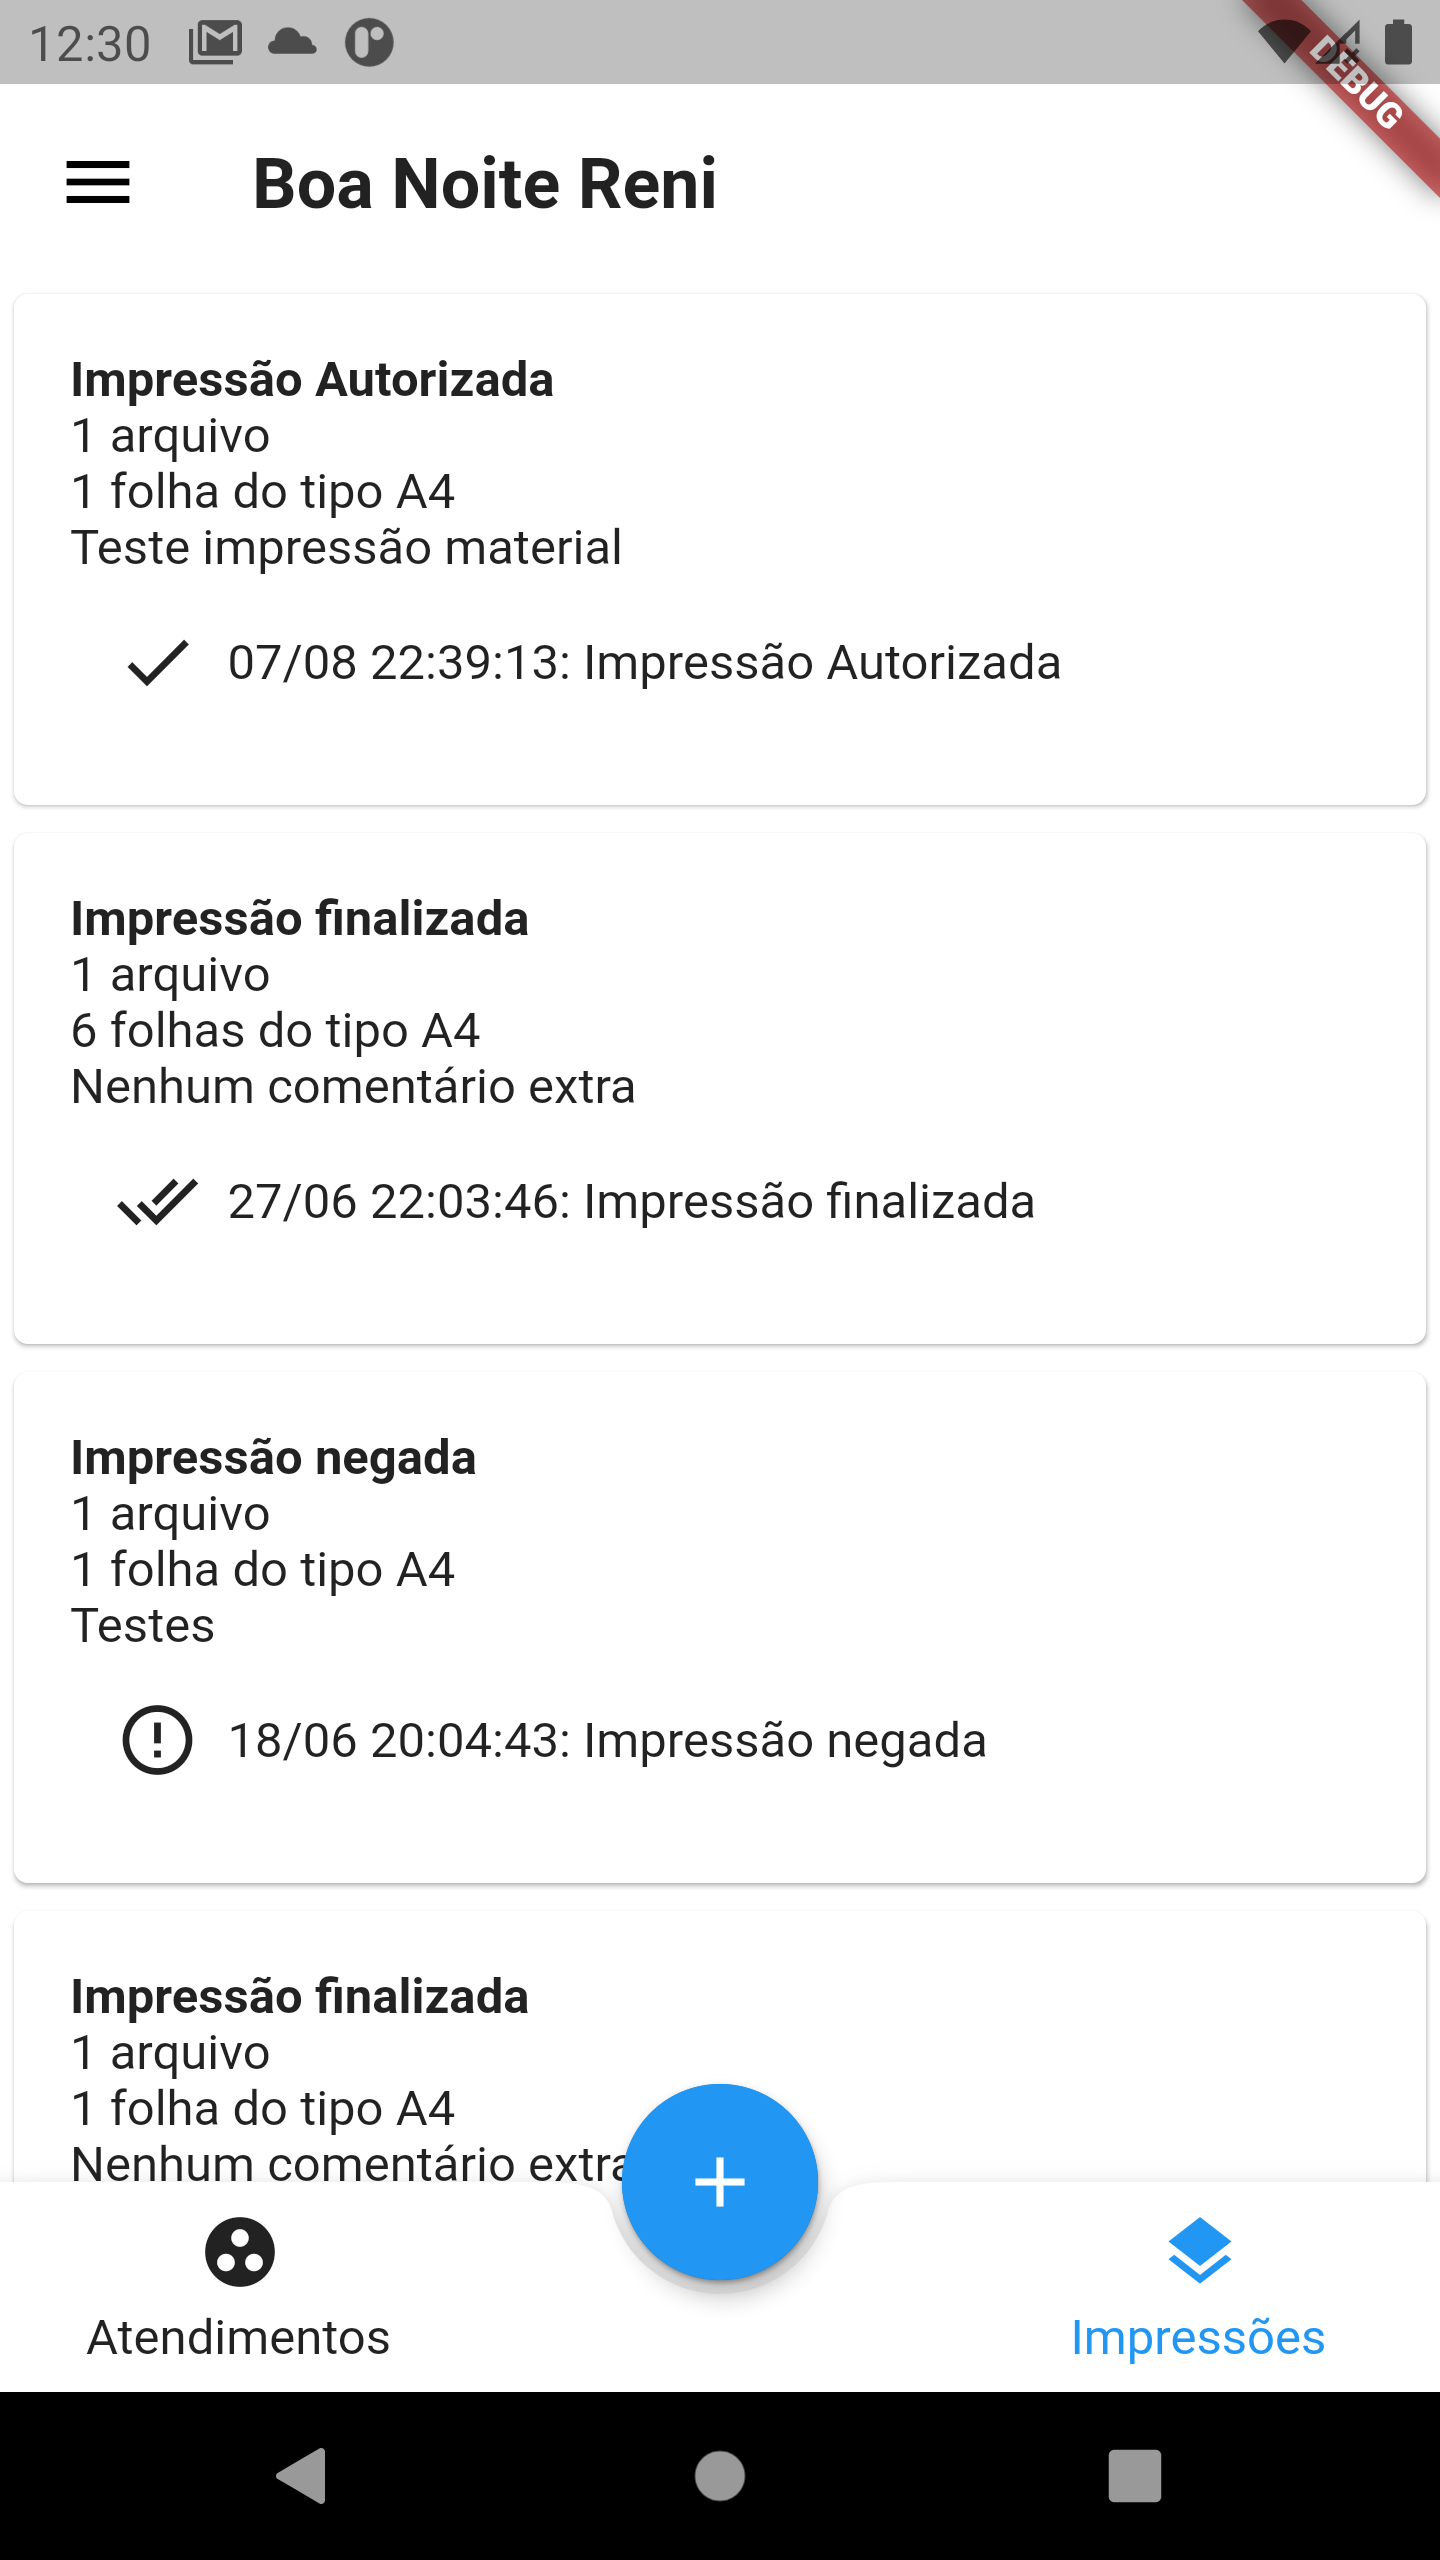 12:30
DEBUG
Boa Noite Reni
Impressão Autorizada
1 arquivo
1 folha do tipo A4
Teste impressão material
07/08 22:39:13: Impressão Autorizada
Impressão finalizada
1 arquivo
6 folhas do tipo A4
Nenhum comentário extra
27/06 22:03:46: Impressão finalizada
Impressão negada
1 arquivo
1 folha do tipo A4
Testes
18/06 20:04:43: Impressão negada
Impressão finalizada
1 arquivo
1 folha do tipo A4
Nenhum comentário extra
Atendimentos
Impressões